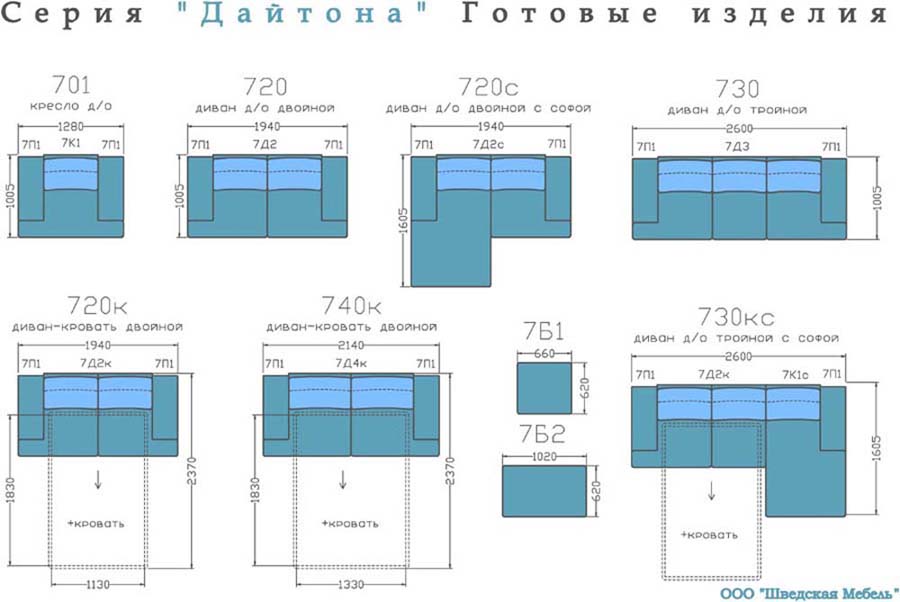 Серия "Дайтона" Готовые изделия
701
кресло д/о
1280
7П1 7К1 7П1
1005
720
диван д/о двойной
1940
7П1 7Д2 7П1
1005
720с
диван д/о двойной с софой
1940
7П1 7Д2с 7П1
1605
730
диван д/о тройной
2600
7П1 7Д3 7П1
1005
720к
диван-кровать двойной
1940
7П1 7Д2к 7П1
1830
2370
+кровать
1130
740к
диван-кровать двойной
2140
7П1 7Д4к 7П1
1830
2370
+кровать
1330
7Б1
660
620
7Б2
1020
620
730кс
диван д/о тройной с софой
2600
7П1 7Д2к 7К1с 7П1
1605
+кровать
ООО "Шведская Мебель"